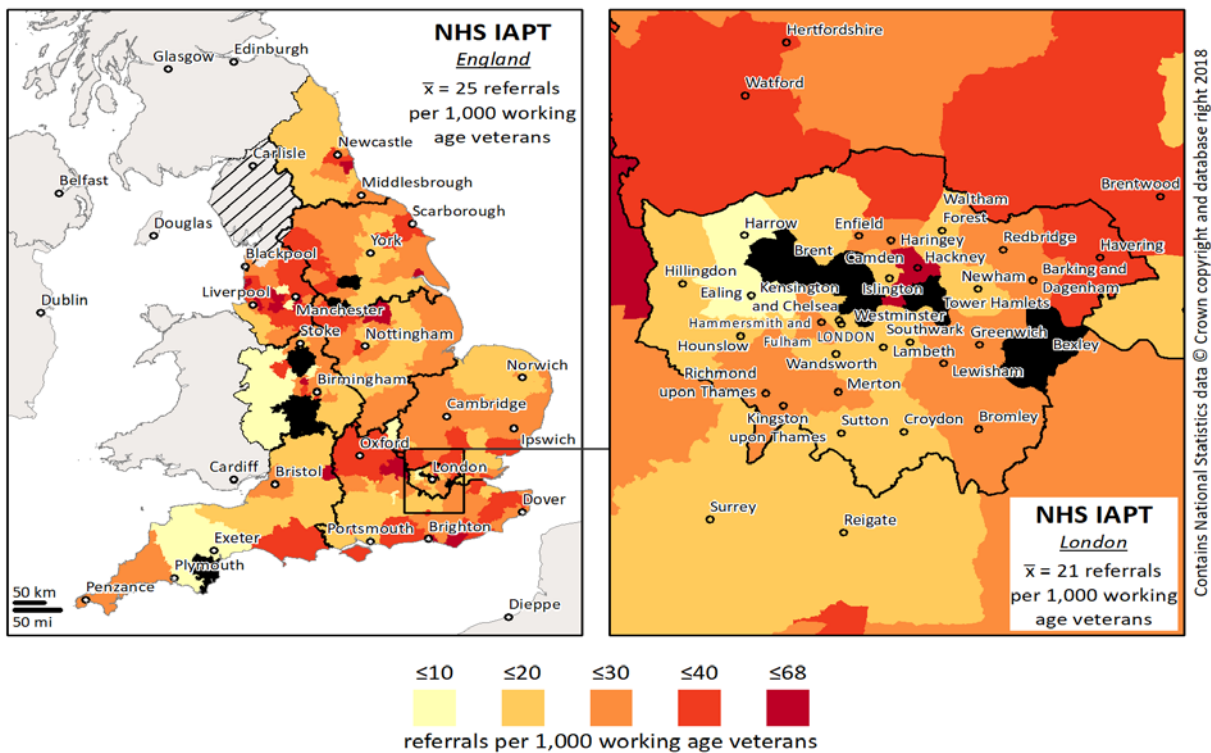 NHS IAPT
England
x̅ = 25 referrals
per 1,000 working
age veterans
Glasgow
Edinburgh
Carlisle
Newcastle
Belfast
Middlesbrough
Scarborough
Douglas
York
Blackpool
Dublin
Liverpool
Manchester
Stoke
Nottingham
Norwich
Birmingham
Cambridge
Ipswich
Oxford
Cardiff
Bristol
London
Dover
Portsmouth
Brighton
Exeter
Plymouth
Penzance
Dieppe
50 km
50 mi
Hertfordshire
Watford
Brentwood
Waltham
Forest
Harrow
Enfield
Haringey
Redbridge
Havering
Brent
Camden
Hackney
Hillingdon
Ealing
Kensington
and Chelsea
Islington
Newham
Barking and
Dagenham
Tower Hamlets
Westminster
Hammersmith and
Fulham
LONDON
Southwark
Greenwich
Bexley
Hounslow
Lambeth
Wandsworth
Lewisham
Richmond
upon Thames
Merton
Kingston
upon Thames
Sutton
Croydon
Bromley
Surrey
Reigate
NHS IAPT
London
x̅ = 21 referrals
per 1,000 working
age veterans
Contains National Statistics data © Crown copyright and database right 2018
≤10 ≤20 ≤30 ≤40 ≤68
referrals per 1,000 working age veterans